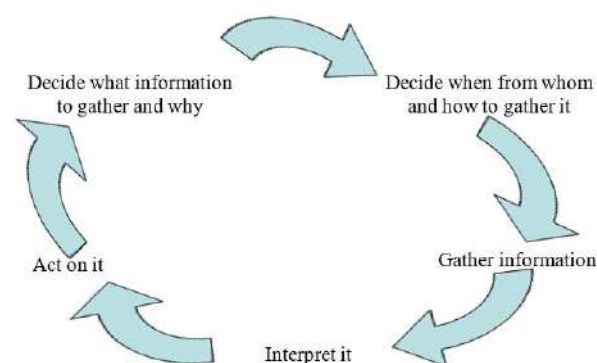 Decide what information
to gather and why
Decide when from whom
and how to gather it
Gather information
Interpret it
Act on it